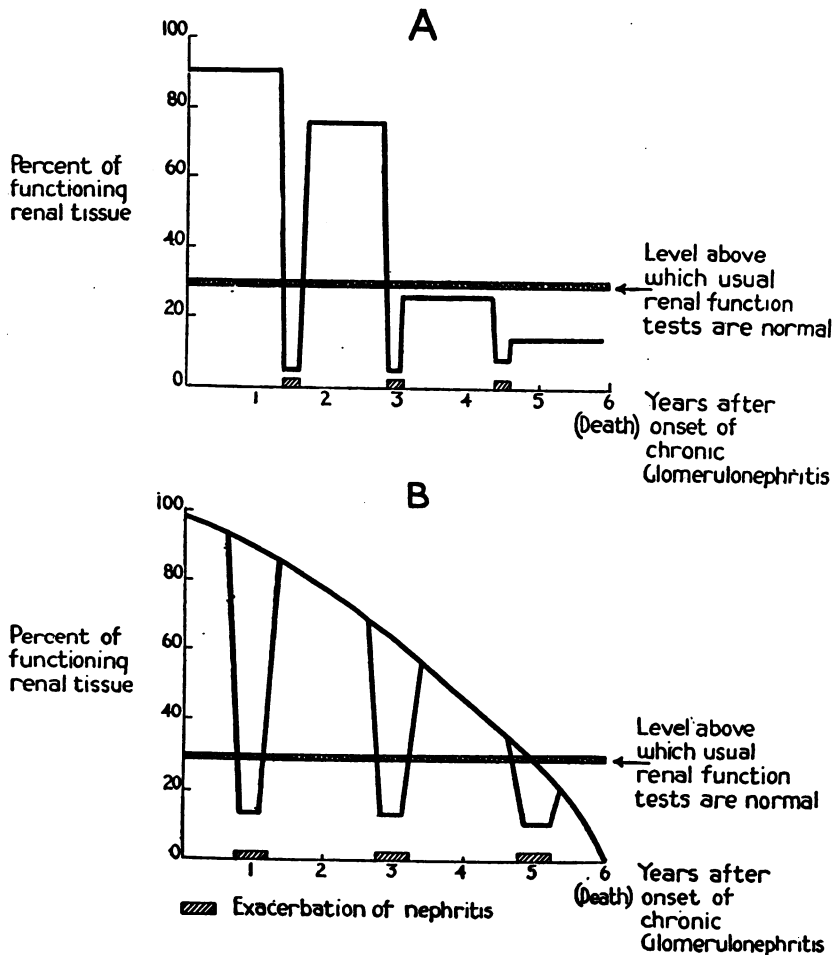 A
100
80
60
40
20
0
Percent of
functioning
renal tissue
Level above
which usual
renal function
tests are normal
1 2 3 4 5 6
(Death)
Years after
onset of
chronic
Glomerulonephritis
B
100
80
60
40
20
0
Percent of
functioning
renal tissue
Level above
which usual
renal function
tests are normal
1 2 3 4 5 6
(Death)
Years after
onset of
chronic
Glomerulonephritis
Exacerbation of nephritis